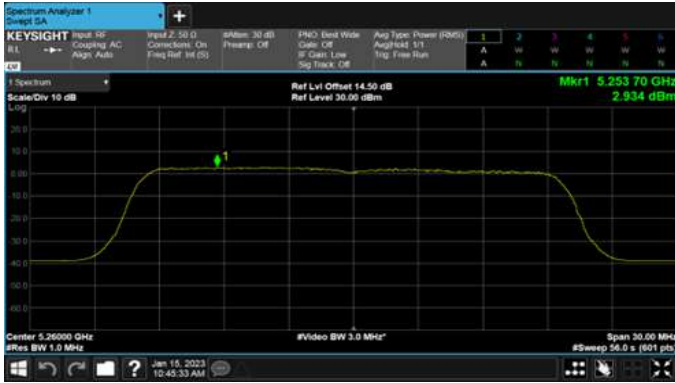 Spectrum Analyzer 1
Swept SA
+
KEYSIGHT
RL
Input: RF
Coupling: AC
Align: Auto
Input Z: 50 Ω
Corrections: On
Freq Ref: Int (S)
#Atten: 30 dB
Preamp: Off
PNO: Best Wide
Gate: Off
IF Gain: Low
Sig Track: Off
Avg Type: Power (RMS)
Avg|Hold: 1/1
Trig: Free Run
1 2 3 4 5 6
A W W W W W
A N N N N N
1 Spectrum
Scale/Div 10 dB
Log
Ref Lvl Offset 14.50 dB
Ref Level 30.00 dBm
Mkr1 5.253 70 GHz
2.934 dBm
20.0
10.0
0.00
-10.0
-20.0
-30.0
-40.0
-50.0
-60.0
1
Center 5.26000 GHz
#Res BW 1.0 MHz
#Video BW 3.0 MHz*
Span 30.00 MHz
#Sweep 56.0 s (601 pts)
?
Jan 15, 2023
10:45:33 AM